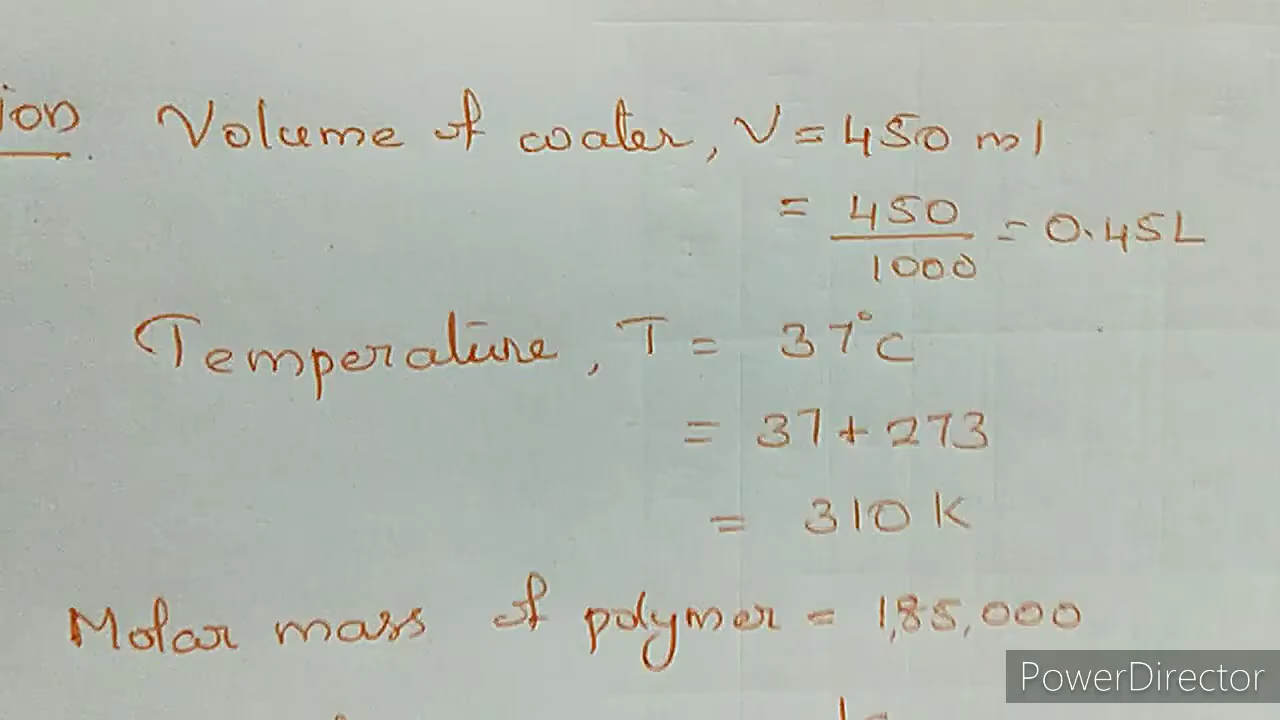 ion Volume of water, V = 450 ml
= 450/1000 = 0.45L
Temperature, T = 37°C
= 37 + 273
= 310 K
Molar mass of polymer = 1,85,000
PowerDirector